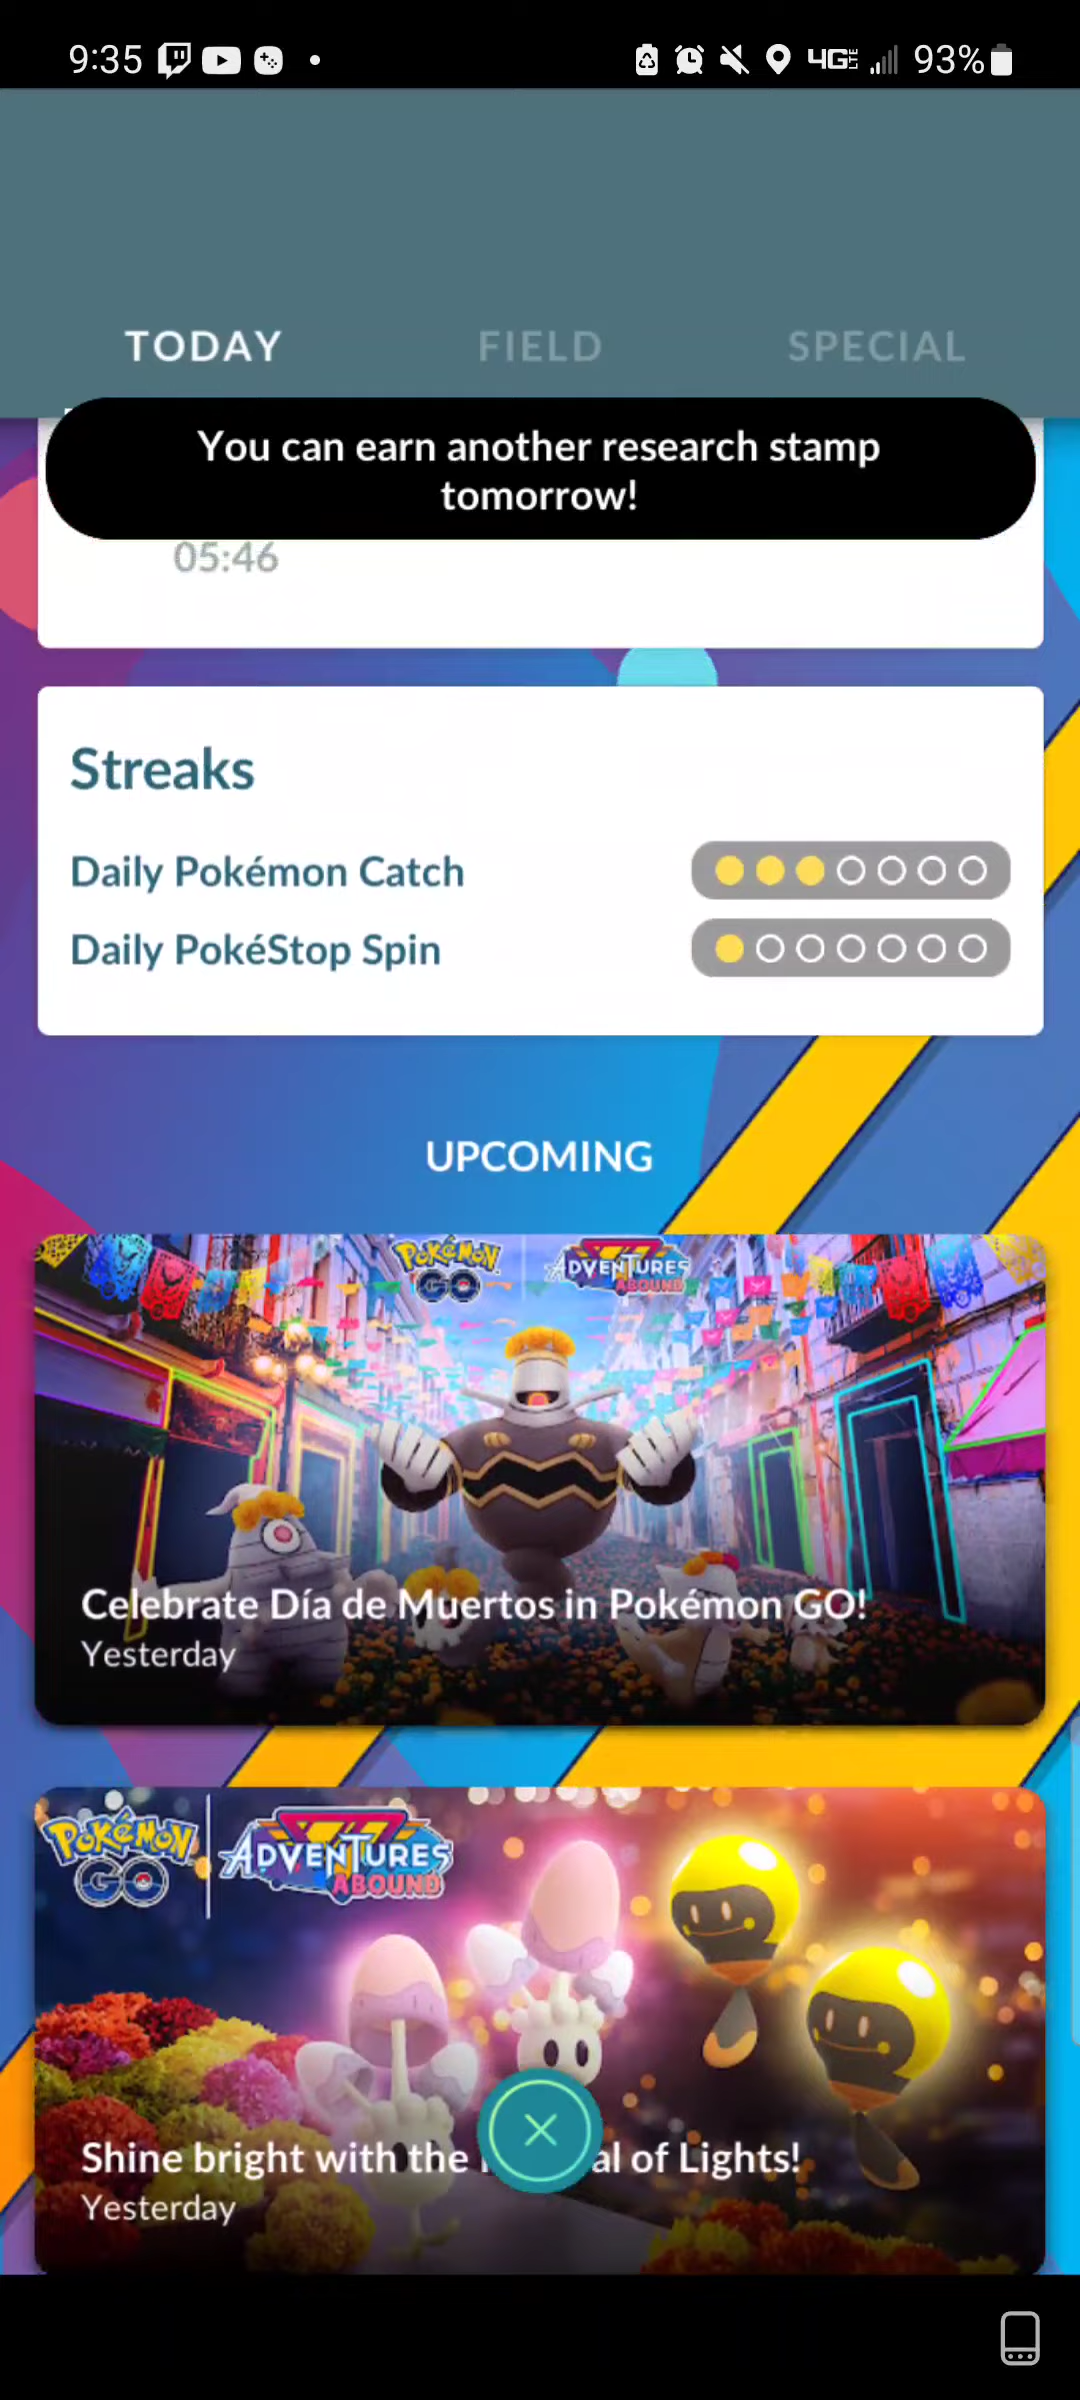 9:35
4G LTE
93%
TODAY
FIELD
SPECIAL
You can earn another research stamp
tomorrow!
05:46
Streaks
Daily Pokémon Catch
Daily PokéStop Spin
UPCOMING
POKÉMON
GO
ADVENTURES
ABOUND
Celebrate Día de Muertos in Pokémon GO!
Yesterday
POKÉMON
GO
ADVENTURES
ABOUND
Shine bright with the al of Lights!
Yesterday